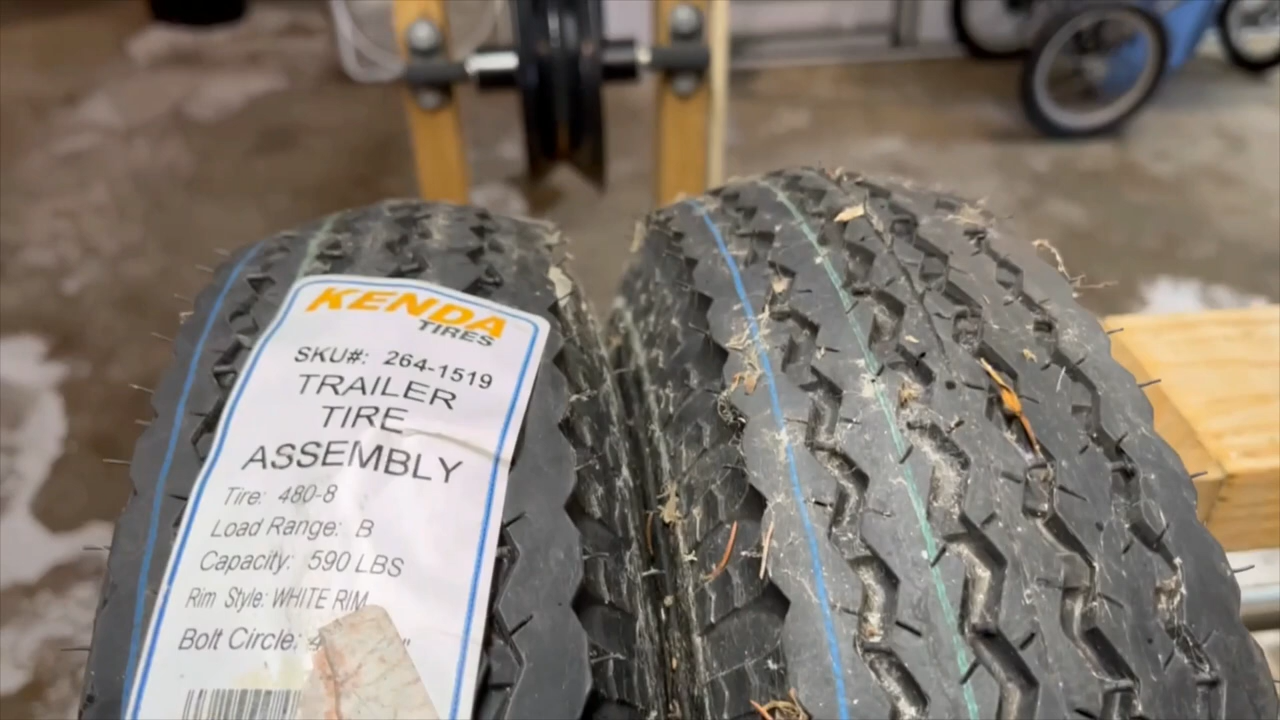 KENDA
TIRES
SKU#: 264-1519
TRAILER
TIRE
ASSEMBLY
Tire: 480-8
Load Range: B
Capacity: 590 LBS
Rim Style: WHITE RIM
Bolt Circle: 4 "